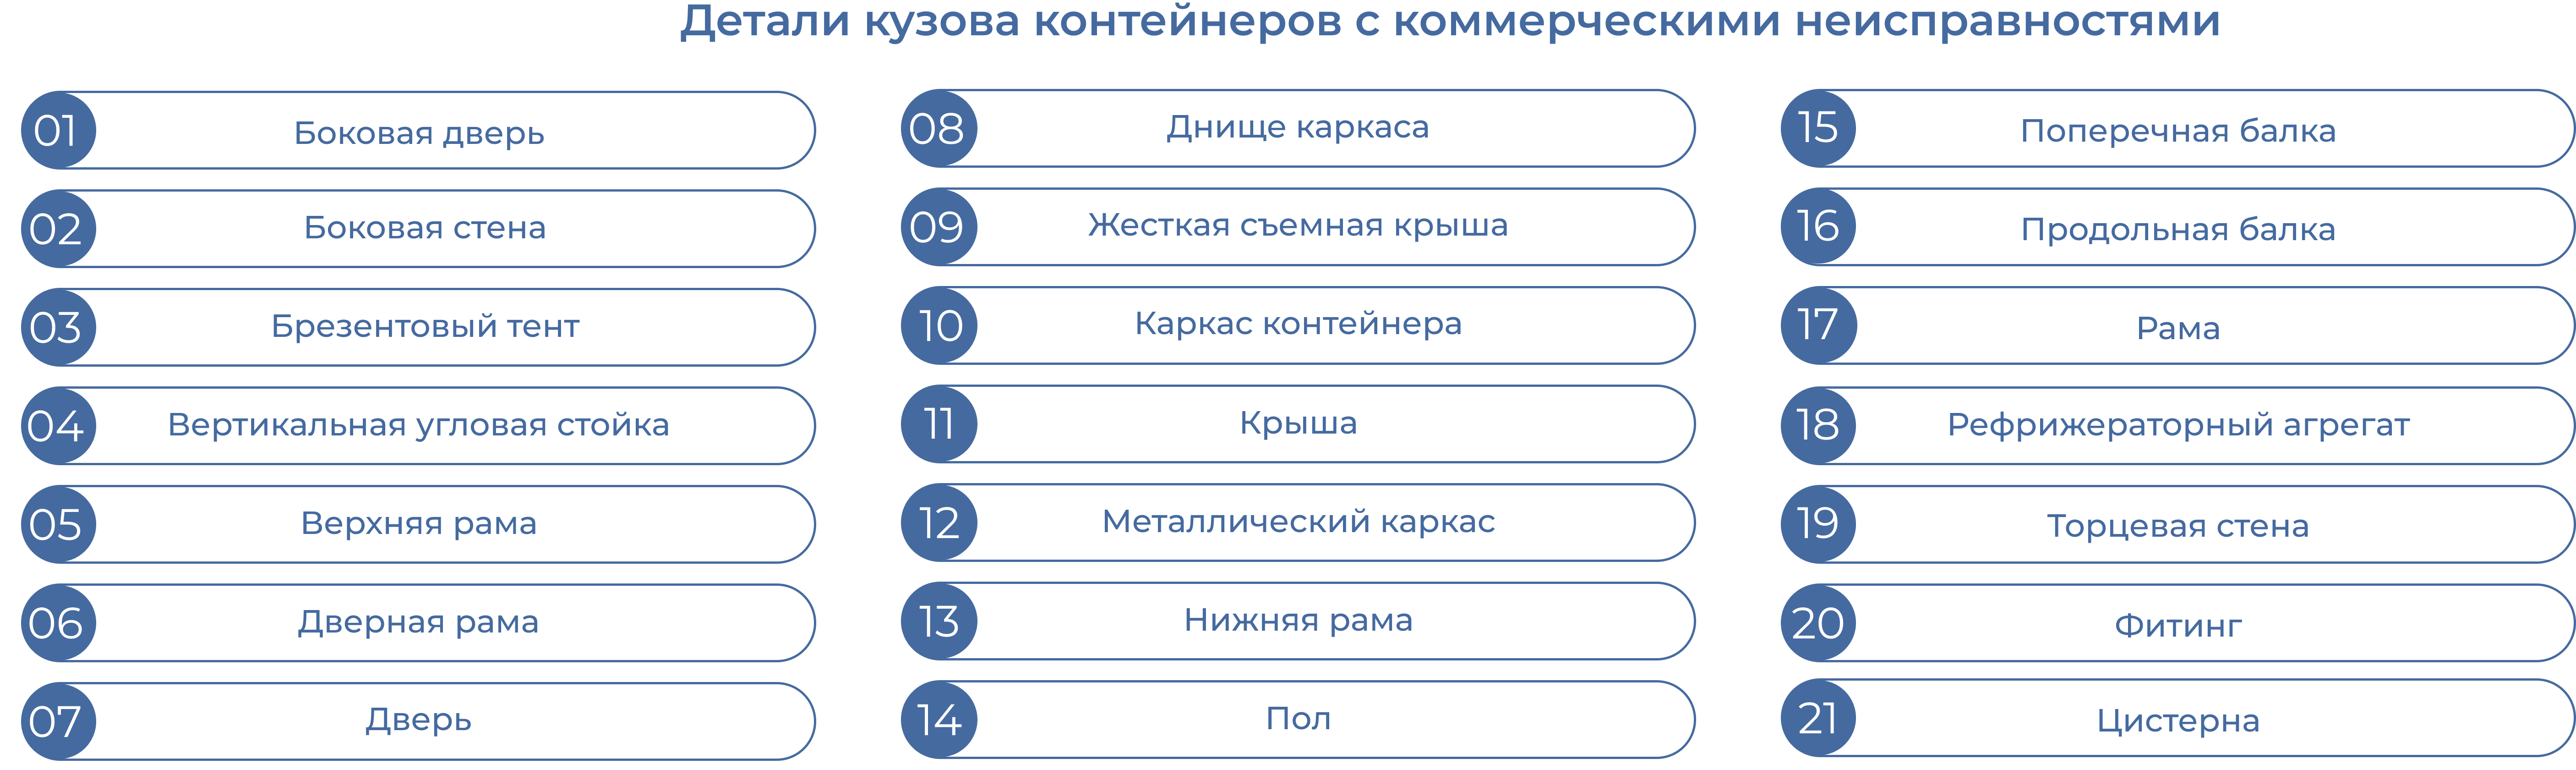 Детали кузова контейнеров с коммерческими неисправностями
01 Боковая дверь
02 Боковая стена
03 Брезентовый тент
04 Вертикальная угловая стойка
05 Верхняя рама
06 Дверная рама
07 Дверь
08 Днище каркаса
09 Жесткая съемная крыша
10 Каркас контейнера
11 Крыша
12 Металлический каркас
13 Нижняя рама
14 Пол
15 Поперечная балка
16 Продольная балка
17 Рама
18 Рефрижераторный агрегат
19 Торцевая стена
20 Фитинг
21 Цистерна